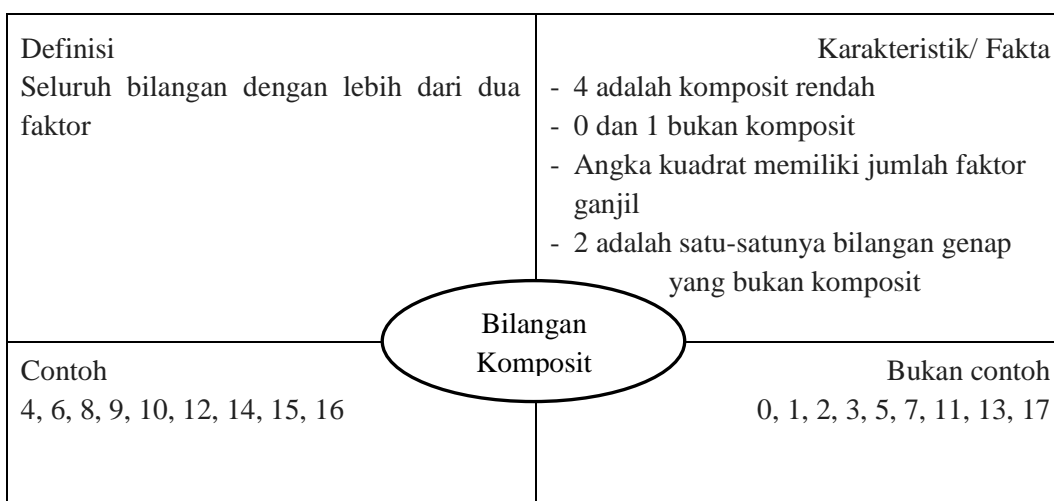 Definisi
Seluruh bilangan dengan lebih dari dua
faktor
Karakteristik/ Fakta
- 4 adalah komposit rendah
- 0 dan 1 bukan komposit
- Angka kuadrat memiliki jumlah faktor
ganjil
- 2 adalah satu-satunya bilangan genap
yang bukan komposit
Bilangan
Komposit
Contoh
4, 6, 8, 9, 10, 12, 14, 15, 16
Bukan contoh
0, 1, 2, 3, 5, 7, 11, 13, 17